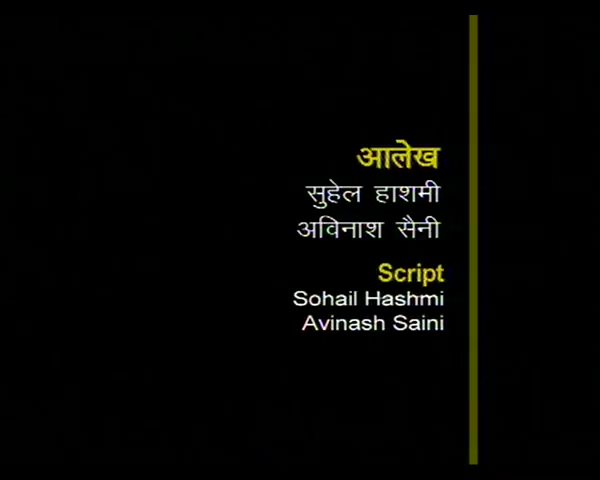 आलेख
सुहेल हाशमी
अविनाश सैनी
Script
Sohail Hashmi
Avinash Saini